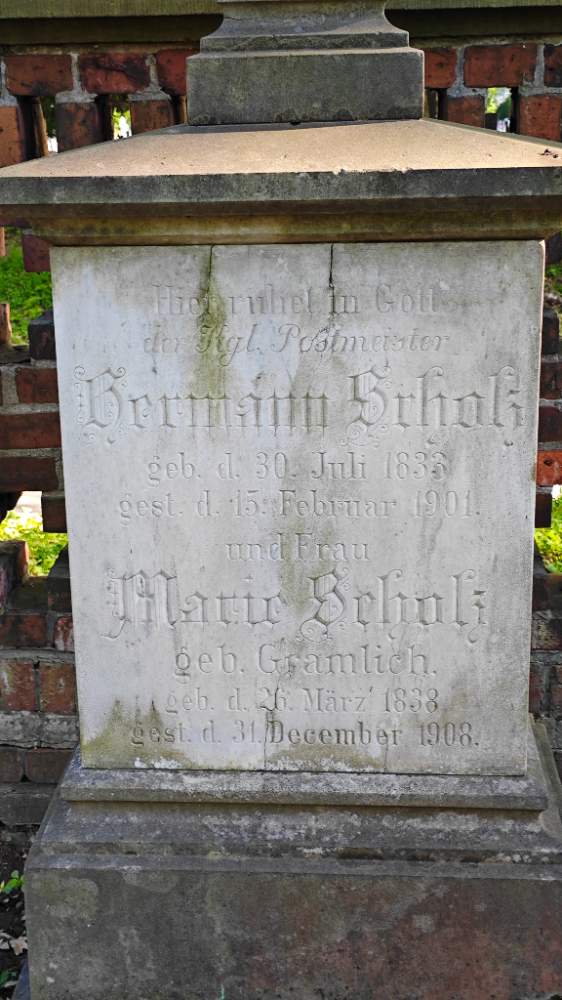 Hier ruhet in Gott
der Kgl. Postmeister
Hermann Scholz
geb. d. 30. Juli 1833
gest. d. 15. Februar 1901.
und Frau
Marie Scholz
geb. Gramlich.
geb. d. 26. März 1838
gest. d. 31. December 1908.